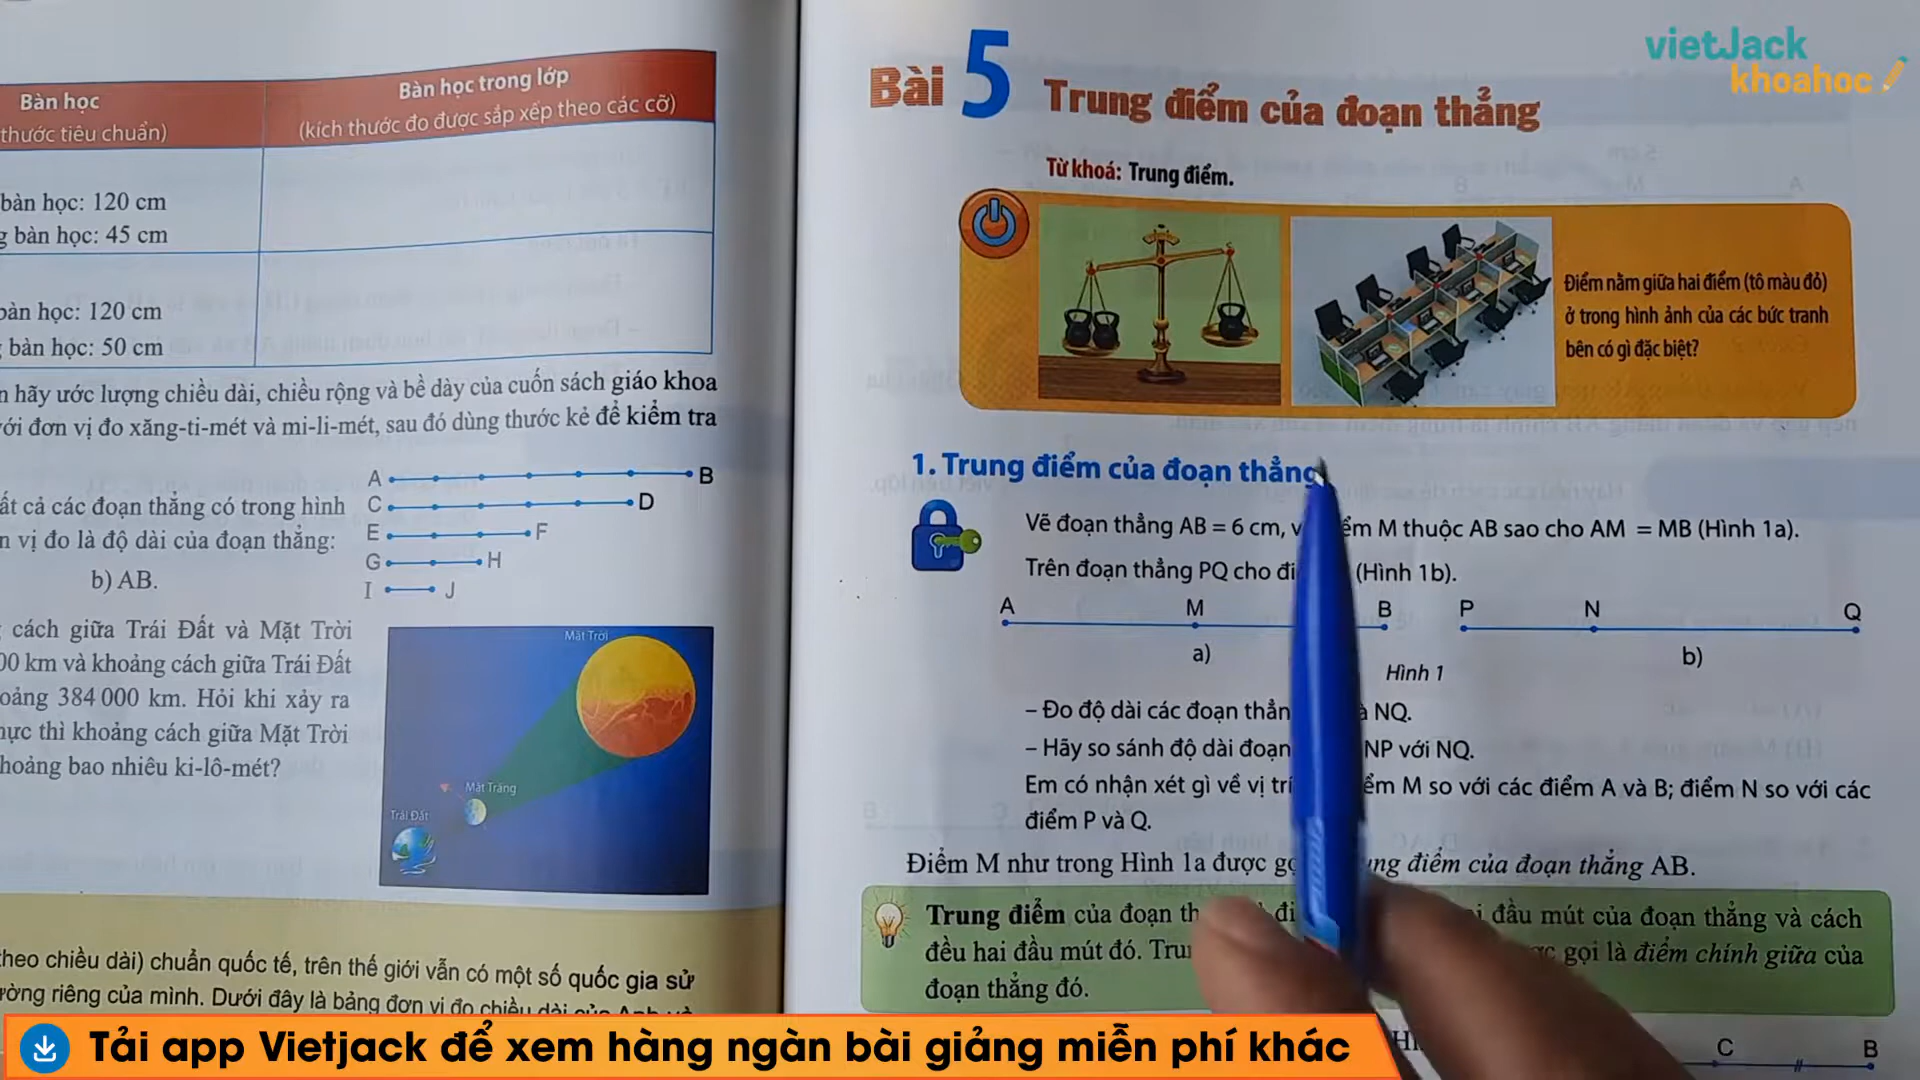 Bàn học
thước tiêu chuẩn)
Bàn học trong lớp
(kích thước đo được sắp xếp theo các cỡ)
bàn học: 120 cm
bàn học: 45 cm
bàn học: 120 cm
bàn học: 50 cm
hãy ước lượng chiều dài, chiều rộng và bề dày của cuốn sách giáo khoa
với đơn vị đo xăng-ti-mét và mi-li-mét, sau đó dùng thước kẻ để kiểm tra
A B
tất cả các đoạn thẳng có trong hình
C D
vị đo là độ dài của đoạn thẳng:
E F
G H
b) AB.
I J
cách giữa Trái Đất và Mặt Trời
00 km và khoảng cách giữa Trái Đất
384 000 km. Hỏi khi xảy ra
thì khoảng cách giữa Mặt Trời
khoảng bao nhiêu ki-lô-mét?
Mặt Trời
Mặt Trăng
Trái Đất
theo chiều dài) chuẩn quốc tế, trên thế giới vẫn có một số quốc gia sử
riêng của mình. Dưới đây là bảng đơn vị đo chiều dài của Anh
vietJack
khoahoc
Bài 5 Trung điểm của đoạn thẳng
Từ khoá: Trung điểm.
Điểm nằm giữa hai điểm (tô màu đỏ)
ở trong hình ảnh của các bức tranh
bên có gì đặc biệt?
1. Trung điểm của đoạn thẳng
Vẽ đoạn thẳng AB = 6 cm, M thuộc AB sao cho AM = MB (Hình 1a).
Trên đoạn thẳng PQ cho (Hình 1b).
A M B P N Q
a) b)
Hình 1
– Đo độ dài các đoạn NQ.
– Hãy so sánh độ dài đoạn NP với NQ.
Em có nhận xét gì về vị trí M so với các điểm A và B; điểm N so với các
điểm P và Q.
Điểm M như trong Hình 1a được điểm của đoạn thẳng AB.
Trung điểm của đoạn đầu mút của đoạn thẳng và cách
đều hai đầu mút đó. gọi là điểm chính giữa của
đoạn thẳng đó.
C B
Tải app Vietjack để xem hàng ngàn bài giảng miễn phí khác